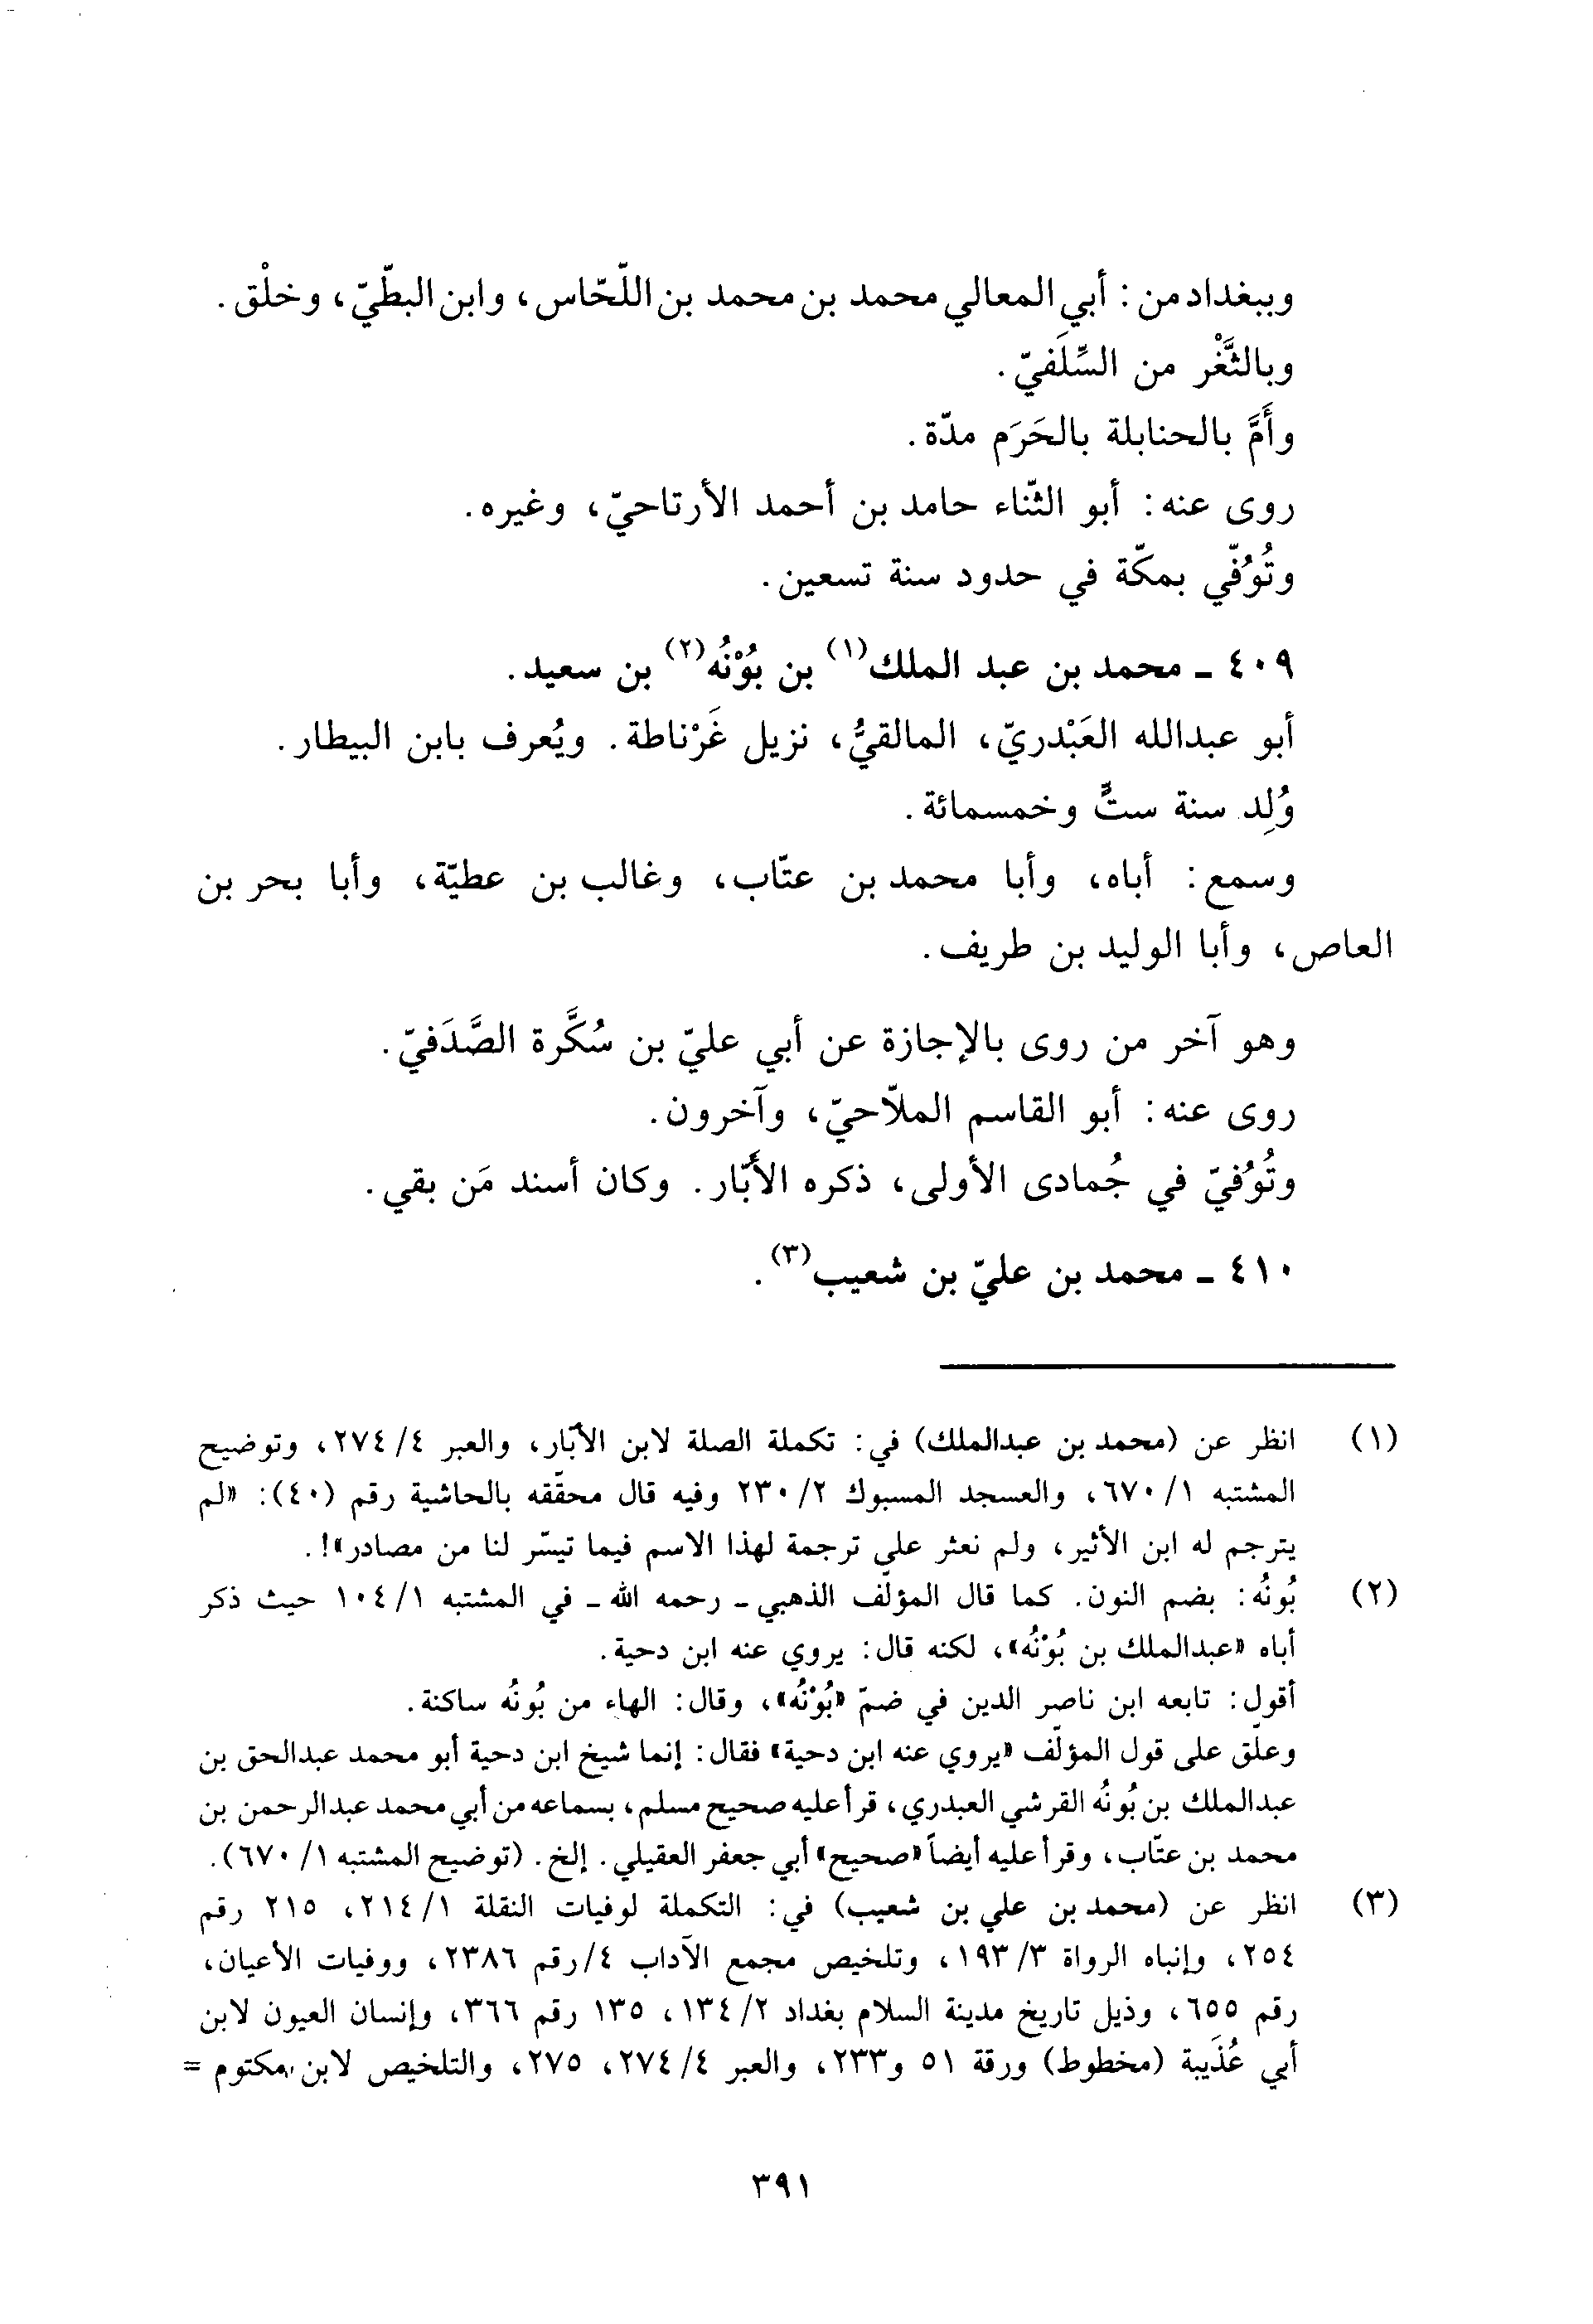 وببغداد من : أبي المعالي محمد بن محمد بن اللّحّاس، وابن البطّيّ، وخلْق .
وبالثَّغْر من السِّلَفيّ .
وأَمَّ بالحنابلة بالحَرَم مدّة .
روى عنه : أبو الثّناء حامد بن أحمد الأرتاحيّ، وغيره .
وتُوُفّي بمكّة في حدود سنة تسعين .
٤٠٩ ـ محمد بن عبد الملك(١) بن بُوْنُه(٢) بن سعيد .
أبو عبدالله العَبْدريّ، المالقيُّ، نزيل غَرْناطة . ويُعرف بابن البيطار .
وُلِد سنة ستٍّ وخمسمائة .
وسمع : أباه، وأبا محمد بن عتّاب، وغالب بن عطيّة، وأبا بحر بن
العاص، وأبا الوليد بن طريف .
وهو آخر من روى بالإجازة عن أبي عليّ بن سُكَّرة الصَّدَفيّ .
روى عنه : أبو القاسم الملاّحيّ، وآخرون .
وتُوُفيّ في جُمادى الأولى، ذكره الأبّار . وكان أسند مَن بقي .
٤١٠ ـ محمد بن عليّ بن شعيب(٣) .
(١) انظر عن (محمد بن عبدالملك) في : تكملة الصلة لابن الأبّار، والعبر ٤/ ٢٧٤، وتوضيح
المشتبه ١/ ٦٧٠، والعسجد المسبوك ٢/ ٢٣٠ وفيه قال محقّقه بالحاشية رقم (٤٠) : «لم
يترجم له ابن الأثير، ولم نعثر على ترجمة لهذا الاسم فيما تيسّر لنا من مصادر»! .
(٢) بُونُه : بضم النون . كما قال المؤلّف الذهبي ـ رحمه الله ـ في المشتبه ١/ ١٠٤ حيث ذكر
أباه «عبدالملك بن بُوْنُه»، لكنه قال : يروي عنه ابن دحية .
أقول : تابعه ابن ناصر الدين في ضمّ «بُوْنُه»، وقال : الهاء من بُونُه ساكنة .
وعلّق على قول المؤلّف «يروي عنه ابن دحية» فقال : إنما شيخ ابن دحية أبو محمد عبدالحق بن
عبدالملك بن بُونُه القرشي العبدري، قرأ عليه صحيح مسلم، بسماعه من أبي محمد عبدالرحمن بن
محمد بن عتّاب، وقرأ عليه أيضاً «صحيح» أبي جعفر العقيلي . إلخ . (توضيح المشتبه ١/ ٦٧٠) .
(٣) انظر عن (محمد بن علي بن شعيب) في : التكملة لوفيات النقلة ١/ ٢١٤، ٢١٥ رقم
٢٥٤، وإنباه الرواة ٣/ ١٩٣، وتلخيص مجمع الآداب ٤/رقم ٢٣٨٦، ووفيات الأعيان،
رقم ٦٥٥، وذيل تاريخ مدينة السلام بغداد ٢/ ١٣٤، ١٣٥ رقم ٣٦٦، وإنسان العيون لابن
أبي عُذَيبة (مخطوط) ورقة ٥١ و٢٣٣، والعبر ٤/ ٢٧٤، ٢٧٥، والتلخيص لابن مكتوم =
٣٩١